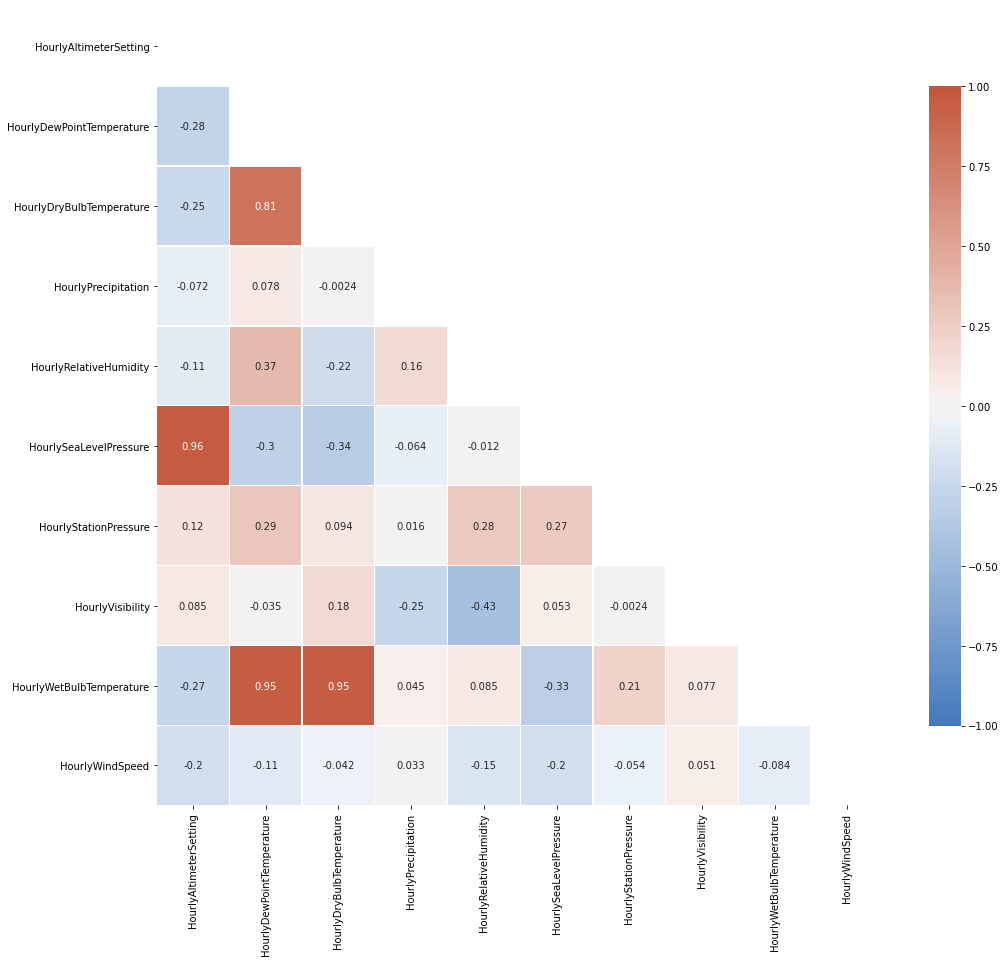 HourlyAltimeterSetting
1.00
HourlyDewPointTemperature -0.28
0.75
HourlyDryBulbTemperature -0.25 0.81
0.50
HourlyPrecipitation -0.072 0.078 -0.0024
0.25
HourlyRelativeHumidity -0.11 0.37 -0.22 0.16
0.00
HourlySeaLevelPressure 0.96 -0.3 -0.34 -0.064 -0.012
−0.25
HourlyStationPressure 0.12 0.29 0.094 0.016 0.28 0.27
−0.50
HourlyVisibility 0.085 -0.035 0.18 -0.25 -0.43 0.053 -0.0024
−0.75
HourlyWetBulbTemperature -0.27 0.95 0.95 0.045 0.085 -0.33 0.21 0.077
−1.00
HourlyWindSpeed -0.2 -0.11 -0.042 0.033 -0.15 -0.2 -0.054 0.051 -0.084
HourlyAltimeterSetting
HourlyDewPointTemperature
HourlyDryBulbTemperature
HourlyPrecipitation
HourlyRelativeHumidity
HourlySeaLevelPressure
HourlyStationPressure
HourlyVisibility
HourlyWetBulbTemperature
HourlyWindSpeed